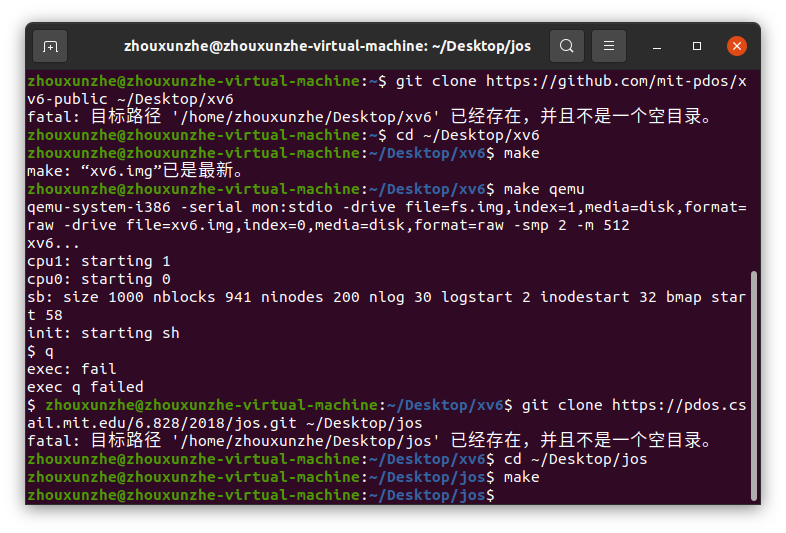 zhouxunzhe@zhouxunzhe-virtual-machine: ~/Desktop/jos
zhouxunzhe@zhouxunzhe-virtual-machine:~$ git clone https://github.com/mit-pdos/x
v6-public ~/Desktop/xv6
fatal: 目标路径 '/home/zhouxunzhe/Desktop/xv6' 已经存在，并且不是一个空目录。
zhouxunzhe@zhouxunzhe-virtual-machine:~$ cd ~/Desktop/xv6
zhouxunzhe@zhouxunzhe-virtual-machine:~/Desktop/xv6$ make
make: “xv6.img”已是最新。
zhouxunzhe@zhouxunzhe-virtual-machine:~/Desktop/xv6$ make qemu
qemu-system-i386 -serial mon:stdio -drive file=fs.img,index=1,media=disk,format=
raw -drive file=xv6.img,index=0,media=disk,format=raw -smp 2 -m 512
xv6...
cpu1: starting 1
cpu0: starting 0
sb: size 1000 nblocks 941 ninodes 200 nlog 30 logstart 2 inodestart 32 bmap star
t 58
init: starting sh
$ q
exec: fail
exec q failed
$ zhouxunzhe@zhouxunzhe-virtual-machine:~/Desktop/xv6$ git clone https://pdos.cs
ail.mit.edu/6.828/2018/jos.git ~/Desktop/jos
fatal: 目标路径 '/home/zhouxunzhe/Desktop/jos' 已经存在，并且不是一个空目录。
zhouxunzhe@zhouxunzhe-virtual-machine:~/Desktop/xv6$ cd ~/Desktop/jos
zhouxunzhe@zhouxunzhe-virtual-machine:~/Desktop/jos$ make
zhouxunzhe@zhouxunzhe-virtual-machine:~/Desktop/jos$